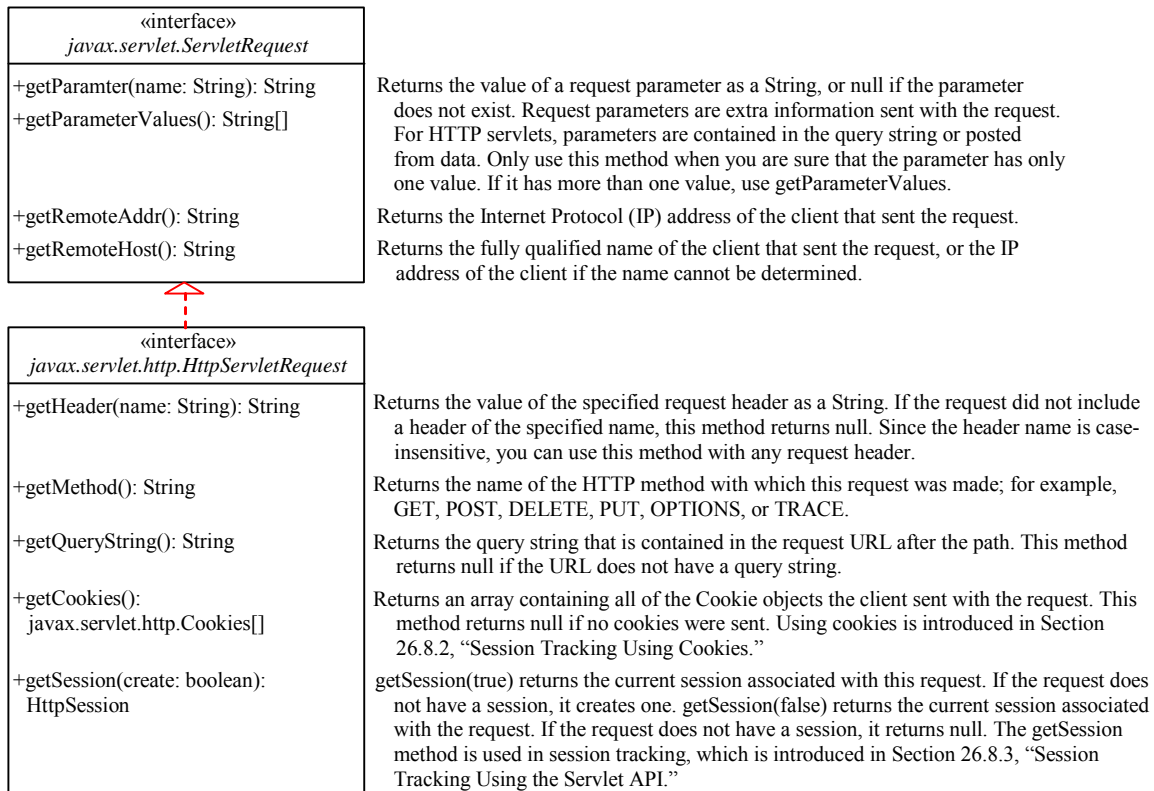 «interface»
javax.servlet.ServletRequest
+getParamter(name: String): String
+getParameterValues(): String[]
Returns the value of a request parameter as a String, or null if the parameter
does not exist. Request parameters are extra information sent with the request.
For HTTP servlets, parameters are contained in the query string or posted
from data. Only use this method when you are sure that the parameter has only
one value. If it has more than one value, use getParameterValues.
+getRemoteAddr(): String
Returns the Internet Protocol (IP) address of the client that sent the request.
+getRemoteHost(): String
Returns the fully qualified name of the client that sent the request, or the IP
address of the client if the name cannot be determined.
«interface»
javax.servlet.http.HttpServletRequest
+getHeader(name: String): String
Returns the value of the specified request header as a String. If the request did not include
a header of the specified name, this method returns null. Since the header name is case-
insensitive, you can use this method with any request header.
+getMethod(): String
Returns the name of the HTTP method with which this request was made; for example,
GET, POST, DELETE, PUT, OPTIONS, or TRACE.
+getQueryString(): String
Returns the query string that is contained in the request URL after the path. This method
returns null if the URL does not have a query string.
+getCookies():
javax.servlet.http.Cookies[]
Returns an array containing all of the Cookie objects the client sent with the request. This
method returns null if no cookies were sent. Using cookies is introduced in Section
26.8.2, “Session Tracking Using Cookies.”
+getSession(create: boolean):
HttpSession
getSession(true) returns the current session associated with this request. If the request does
not have a session, it creates one. getSession(false) returns the current session associated
with the request. If the request does not have a session, it returns null. The getSession
method is used in session tracking, which is introduced in Section 26.8.3, “Session
Tracking Using the Servlet API.”